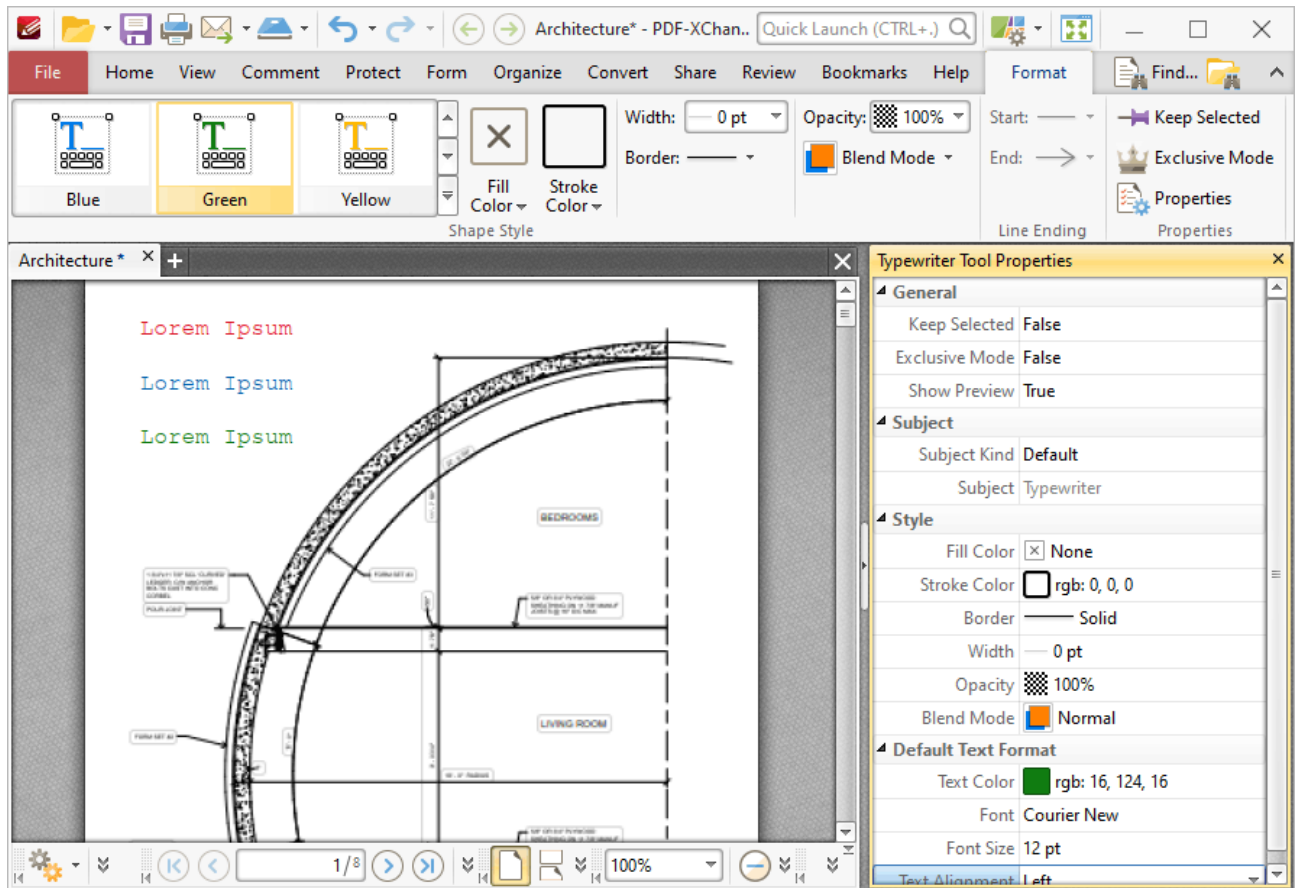 Architecture* - PDF-XChan..
Quick Launch (CTRL+.)
File Home View Comment Protect Form Organize Convert Share Review Bookmarks Help Format Find...
Blue
Green
Yellow
Fill Color
Stroke Color
Width: 0 pt
Border:
Shape Style
Opacity: 100%
Blend Mode
Start:
End:
Line Ending
Keep Selected
Exclusive Mode
Properties
Properties
Architecture *
Lorem Ipsum
Lorem Ipsum
Lorem Ipsum
BEDROOMS
LIVING ROOM
1/8
100%
Typewriter Tool Properties
General
Keep Selected False
Exclusive Mode False
Show Preview True
Subject
Subject Kind Default
Subject Typewriter
Style
Fill Color None
Stroke Color rgb: 0, 0, 0
Border Solid
Width 0 pt
Opacity 100%
Blend Mode Normal
Default Text Format
Text Color rgb: 16, 124, 16
Font Courier New
Font Size 12 pt
Text Alignment Left